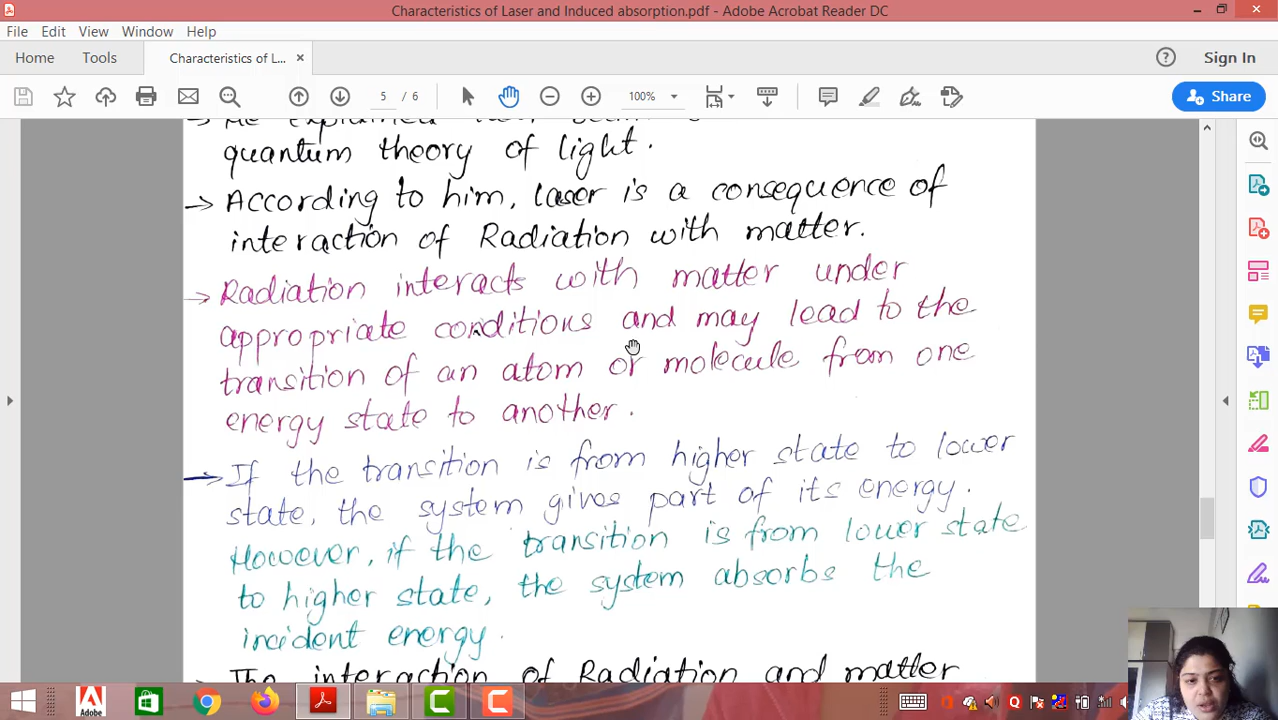 Characteristics of Laser and Induced absorption.pdf - Adobe Acrobat Reader DC
File Edit View Window Help
Home Tools Characteristics of L... × Sign In
5 / 6 100% Share
→ He explained
quantum theory of light.
→ According to him, laser is a consequence of
interaction of Radiation with matter.
→ Radiation interacts with matter under
appropriate conditions and may lead to the
transition of an atom or molecule from one
energy state to another.
→ If the transition is from higher state to lower
state, the system gives part of its energy.
However, if the transition is from lower state
to higher state, the system absorbs the
incident energy.
The interaction of Radiation and matter
Adobe